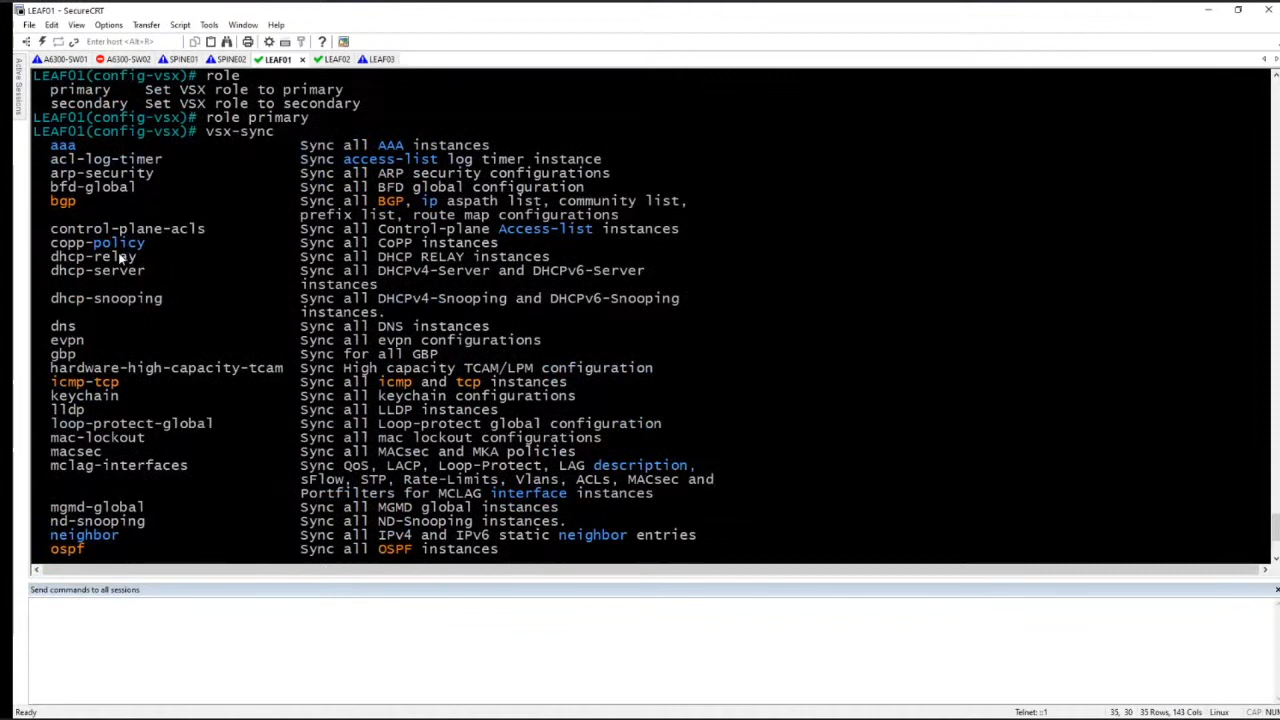 LEAF01 - SecureCRT
File Edit View Options Transfer Script Tools Window Help
Enter host <Alt+R>
A6300-SW01 A6300-SW02 SPINE01 SPINE02 LEAF01 LEAF02 LEAF03
Active Sessions
LEAF01(config-vsx)# role
primary Set VSX role to primary
secondary Set VSX role to secondary
LEAF01(config-vsx)# role primary
LEAF01(config-vsx)# vsx-sync
aaa Sync all AAA instances
acl-log-timer Sync access-list log timer instance
arp-security Sync all ARP security configurations
bfd-global Sync all BFD global configuration
bgp Sync all BGP, ip aspath list, community list,
prefix list, route map configurations
control-plane-acls Sync all Control-plane Access-list instances
copp-policy Sync all CoPP instances
dhcp-relay Sync all DHCP RELAY instances
dhcp-server Sync all DHCPv4-Server and DHCPv6-Server
instances
dhcp-snooping Sync all DHCPv4-Snooping and DHCPv6-Snooping
instances.
dns Sync all DNS instances
evpn Sync all evpn configurations
gbp Sync for all GBP
hardware-high-capacity-tcam Sync High capacity TCAM/LPM configuration
icmp-tcp Sync all icmp and tcp instances
keychain Sync all keychain configurations
lldp Sync all LLDP instances
loop-protect-global Sync all Loop-protect global configuration
mac-lockout Sync all mac lockout configurations
macsec Sync all MACsec and MKA policies
mclag-interfaces Sync QoS, LACP, Loop-Protect, LAG description,
sFlow, STP, Rate-Limits, Vlans, ACLs, MACsec and
Portfilters for MCLAG interface instances
mgmd-global Sync all MGMD global instances
nd-snooping Sync all ND-Snooping instances.
neighbor Sync all IPv4 and IPv6 static neighbor entries
ospf Sync all OSPF instances
Send commands to all sessions
Ready Telnet: ::1 35, 30 35 Rows, 143 Cols Linux CAP NUM